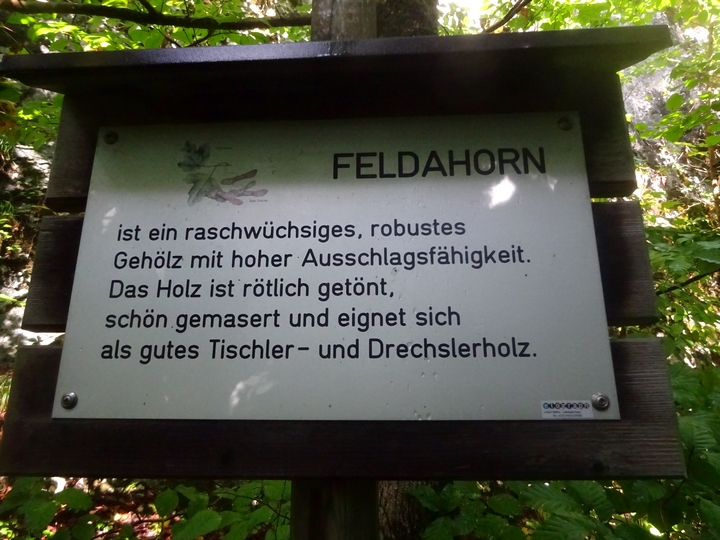 FELDAHORN
ist ein raschwüchsiges, robustes
Gehölz mit hoher Ausschlagsfähigkeit.
Das Holz ist rötlich getönt,
schön gemasert und eignet sich
als gutes Tischler- und Drechslerholz.